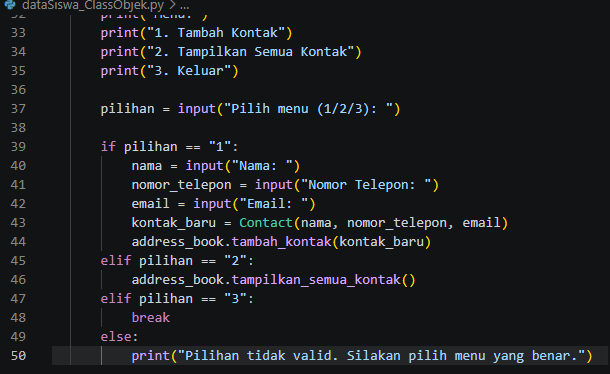 dataSiswa_ClassObjek.py > ...
32 print("Menu:")
33 print("1. Tambah Kontak")
34 print("2. Tampilkan Semua Kontak")
35 print("3. Keluar")
36
37 pilihan = input("Pilih menu (1/2/3): ")
38
39 if pilihan == "1":
40 nama = input("Nama: ")
41 nomor_telepon = input("Nomor Telepon: ")
42 email = input("Email: ")
43 kontak_baru = Contact(nama, nomor_telepon, email)
44 address_book.tambah_kontak(kontak_baru)
45 elif pilihan == "2":
46 address_book.tampilkan_semua_kontak()
47 elif pilihan == "3":
48 break
49 else:
50 print("Pilihan tidak valid. Silakan pilih menu yang benar.")